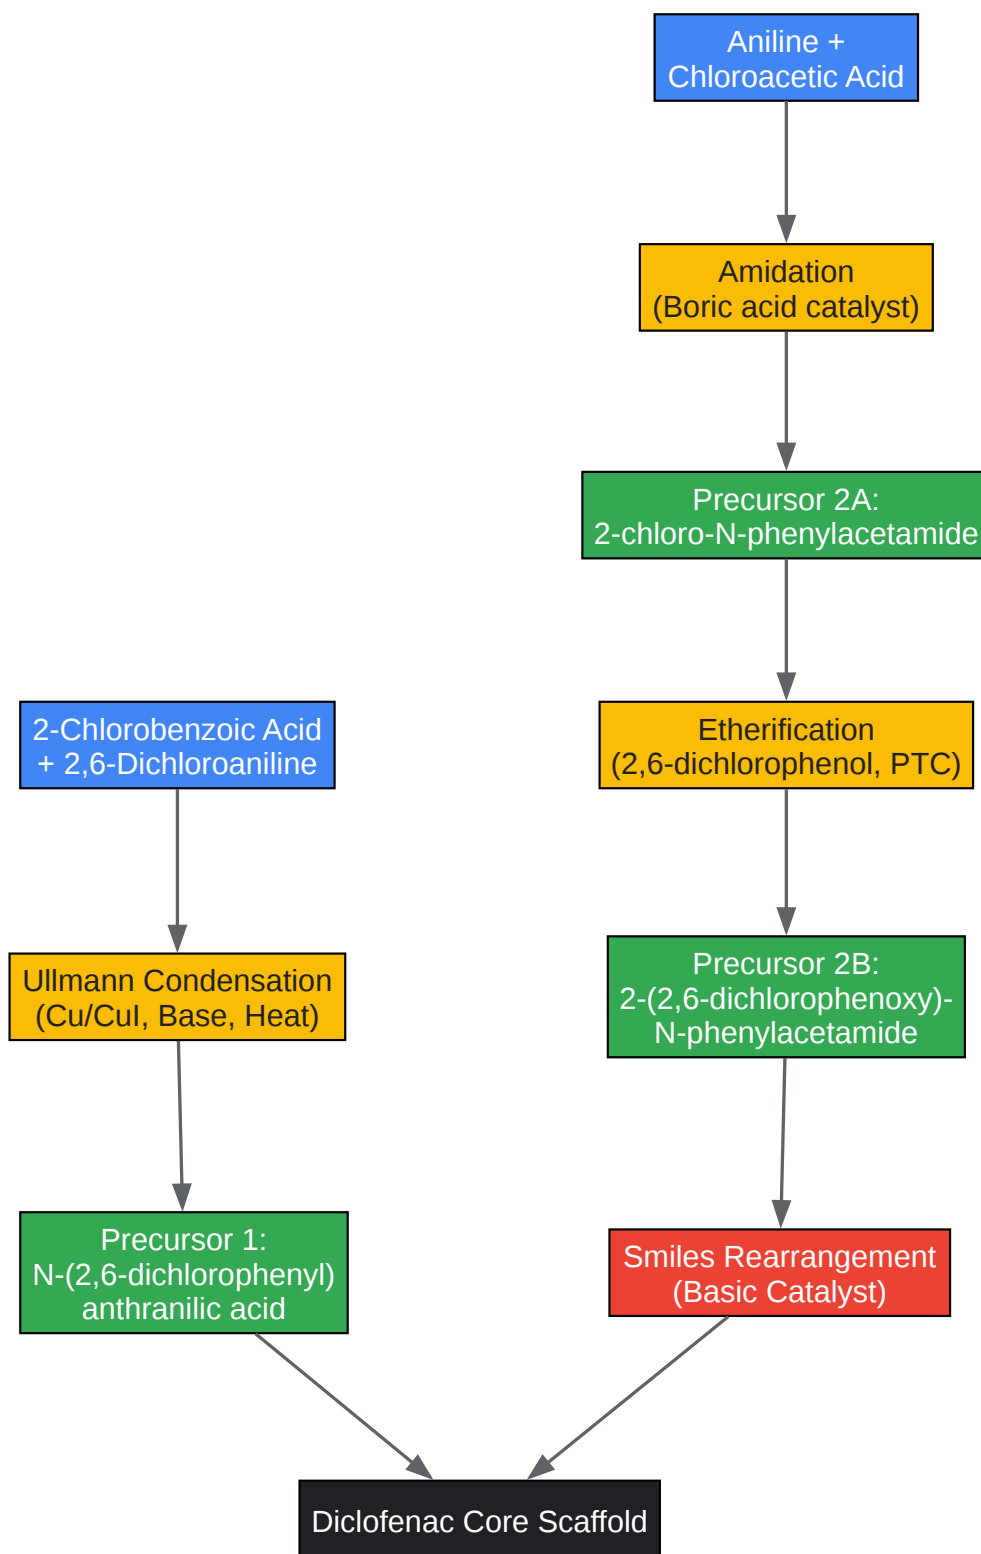 Aniline +
Chloroacetic Acid
Amidation
(Boric acid catalyst)
Precursor 2A:
2-chloro-N-phenylacetamide
2-Chlorobenzoic Acid
+ 2,6-Dichloroaniline
Etherification
(2,6-dichlorophenol, PTC)
Ullmann Condensation
(Cu/CuI, Base, Heat)
Precursor 2B:
2-(2,6-dichlorophenoxy)-
N-phenylacetamide
Precursor 1:
N-(2,6-dichlorophenyl)
anthranilic acid
Smiles Rearrangement
(Basic Catalyst)
Diclofenac Core Scaffold